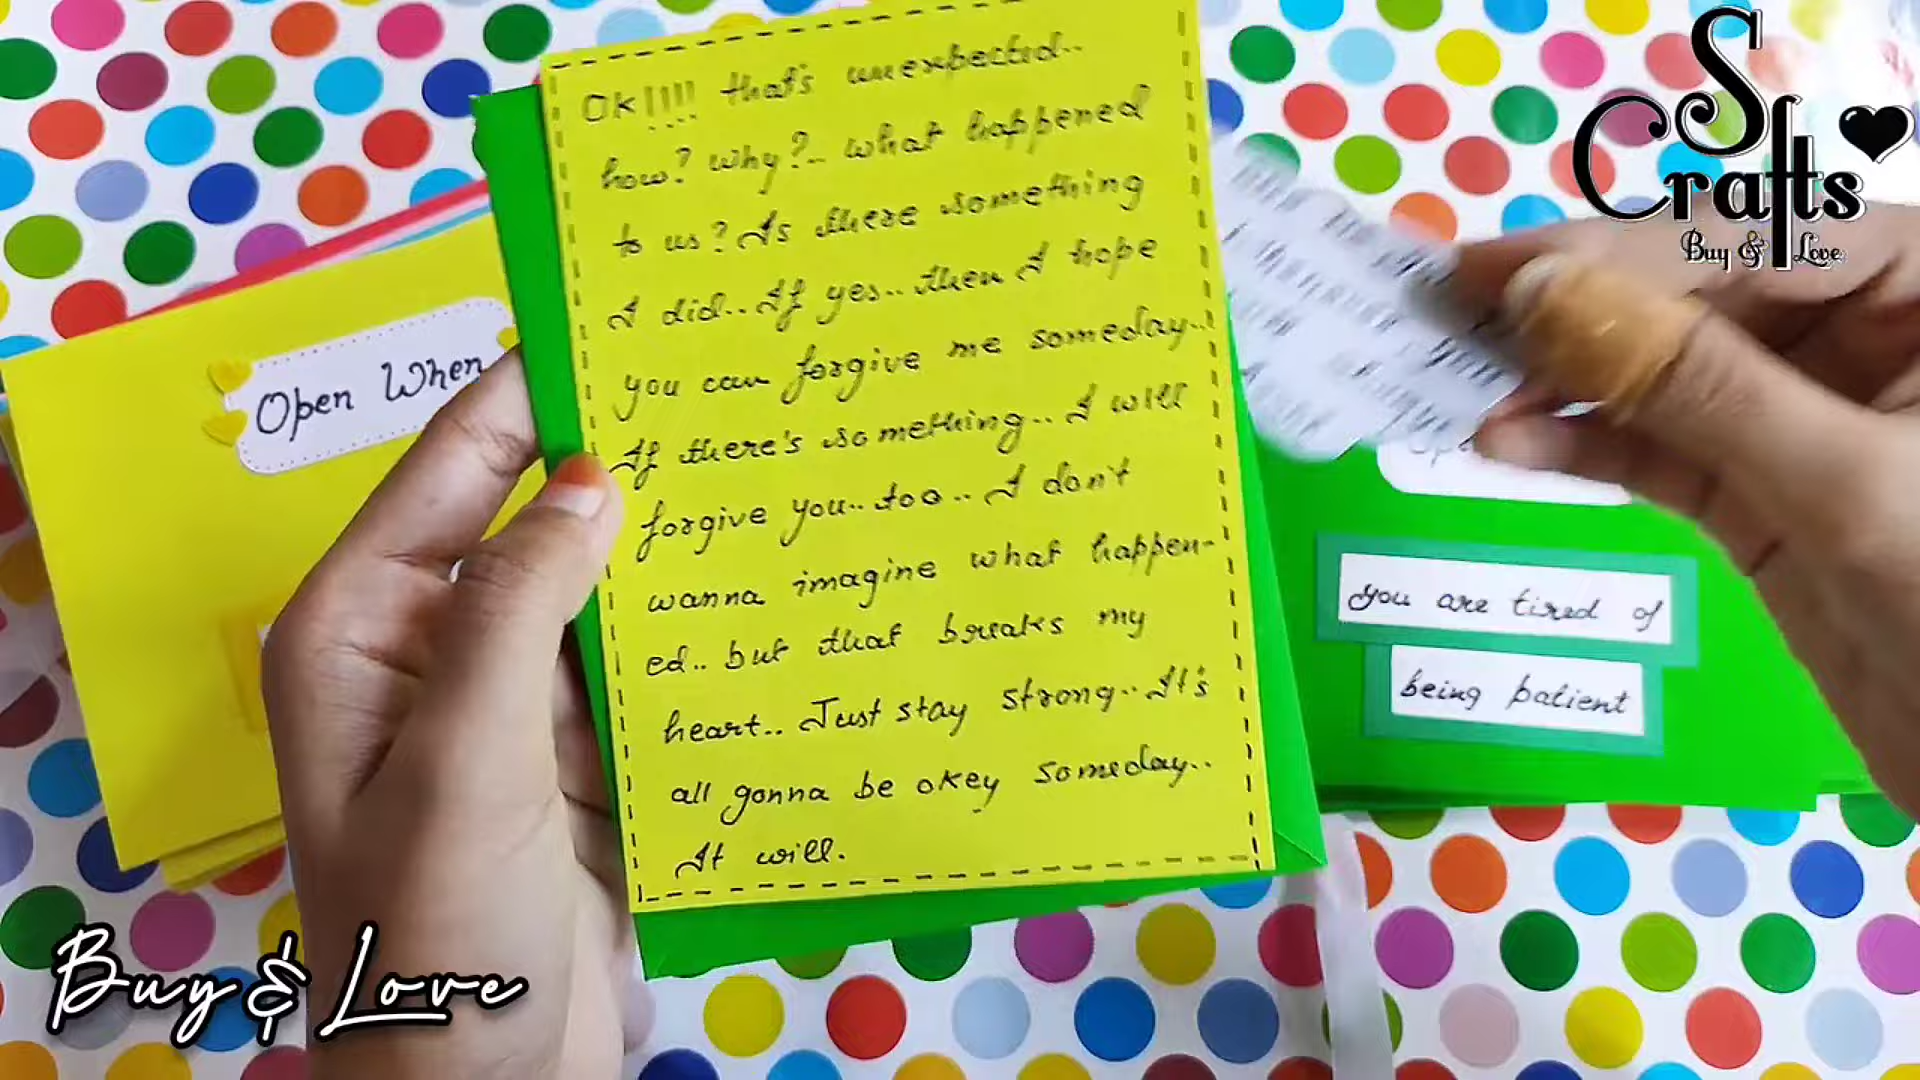 OK!!!! that's unexpected..
how? why?.. what happened
to us? Is there something
I did.. If yes.. then I hope
you can forgive me someday..
If there's something.. I will
forgive you.. too.. I don't
wanna imagine what happen-
ed.. but that breaks my
heart.. Just stay strong.. It's
all gonna be okey someday..
It will.
Open When
you are tired of
being patient
S Crafts
Buy & Love
Buy & Love